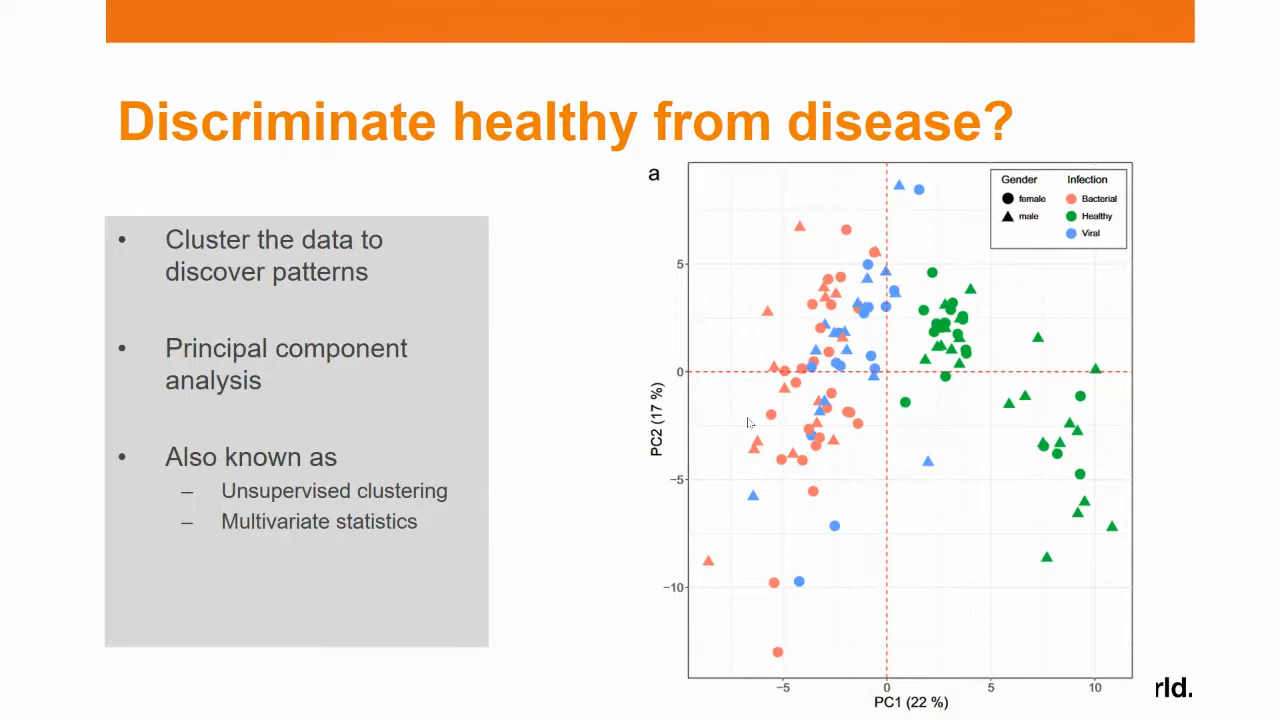 Discriminate healthy from disease?
• Cluster the data to
discover patterns
• Principal component
analysis
• Also known as
– Unsupervised clustering
– Multivariate statistics
a
Gender
female
male
Infection
Bacterial
Healthy
Viral
PC2 (17 %)
5
0
−5
−10
−5
0
5
10
PC1 (22 %)
rld.